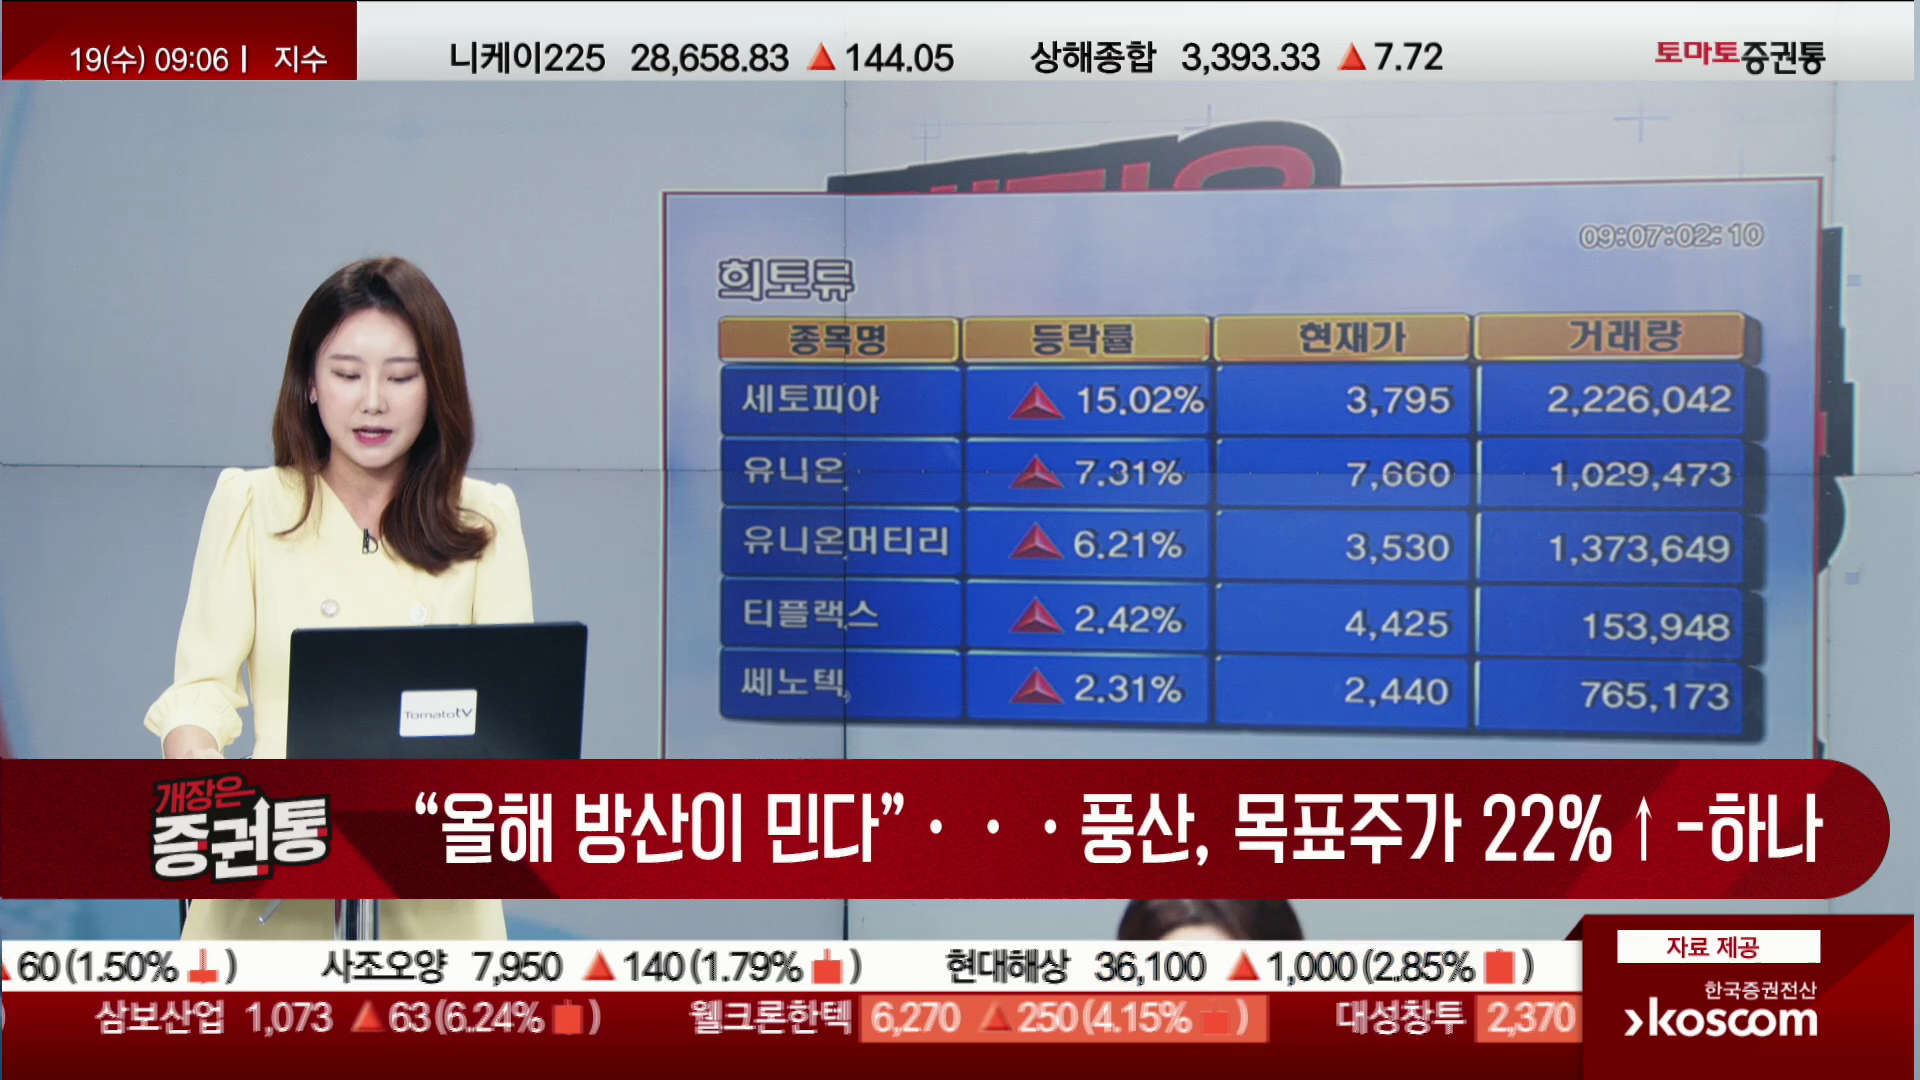 19(수) 09:06 | 지수 니케이225 28,658.83 ▲ 144.05 상해종합 3,393.33 ▲ 7.72 토마토증권통
09:07:02:10
희토류
종목명 등락률 현재가 거래량
세토피아 ▲ 15.02% 3,795 2,226,042
유니온 ▲ 7.31% 7,660 1,029,473
유니온머티리 ▲ 6.21% 3,530 1,373,649
티플랙스 ▲ 2.42% 4,425 153,948
쎄노텍 ▲ 2.31% 2,440 765,173
TomatoTV
개장은
증권통
“올해 방산이 민다”···풍산, 목표주가 22%↑-하나
▲ 60 (1.50% ) 사조오양 7,950 ▲ 140 (1.79% ) 현대해상 36,100 ▲ 1,000 (2.85% )
) 삼보산업 1,073 ▲ 63 (6.24% ) 웰크론한텍 6,270 ▲ 250 (4.15% ) 대성창투 2,370
자료 제공
한국증권전산
koscom